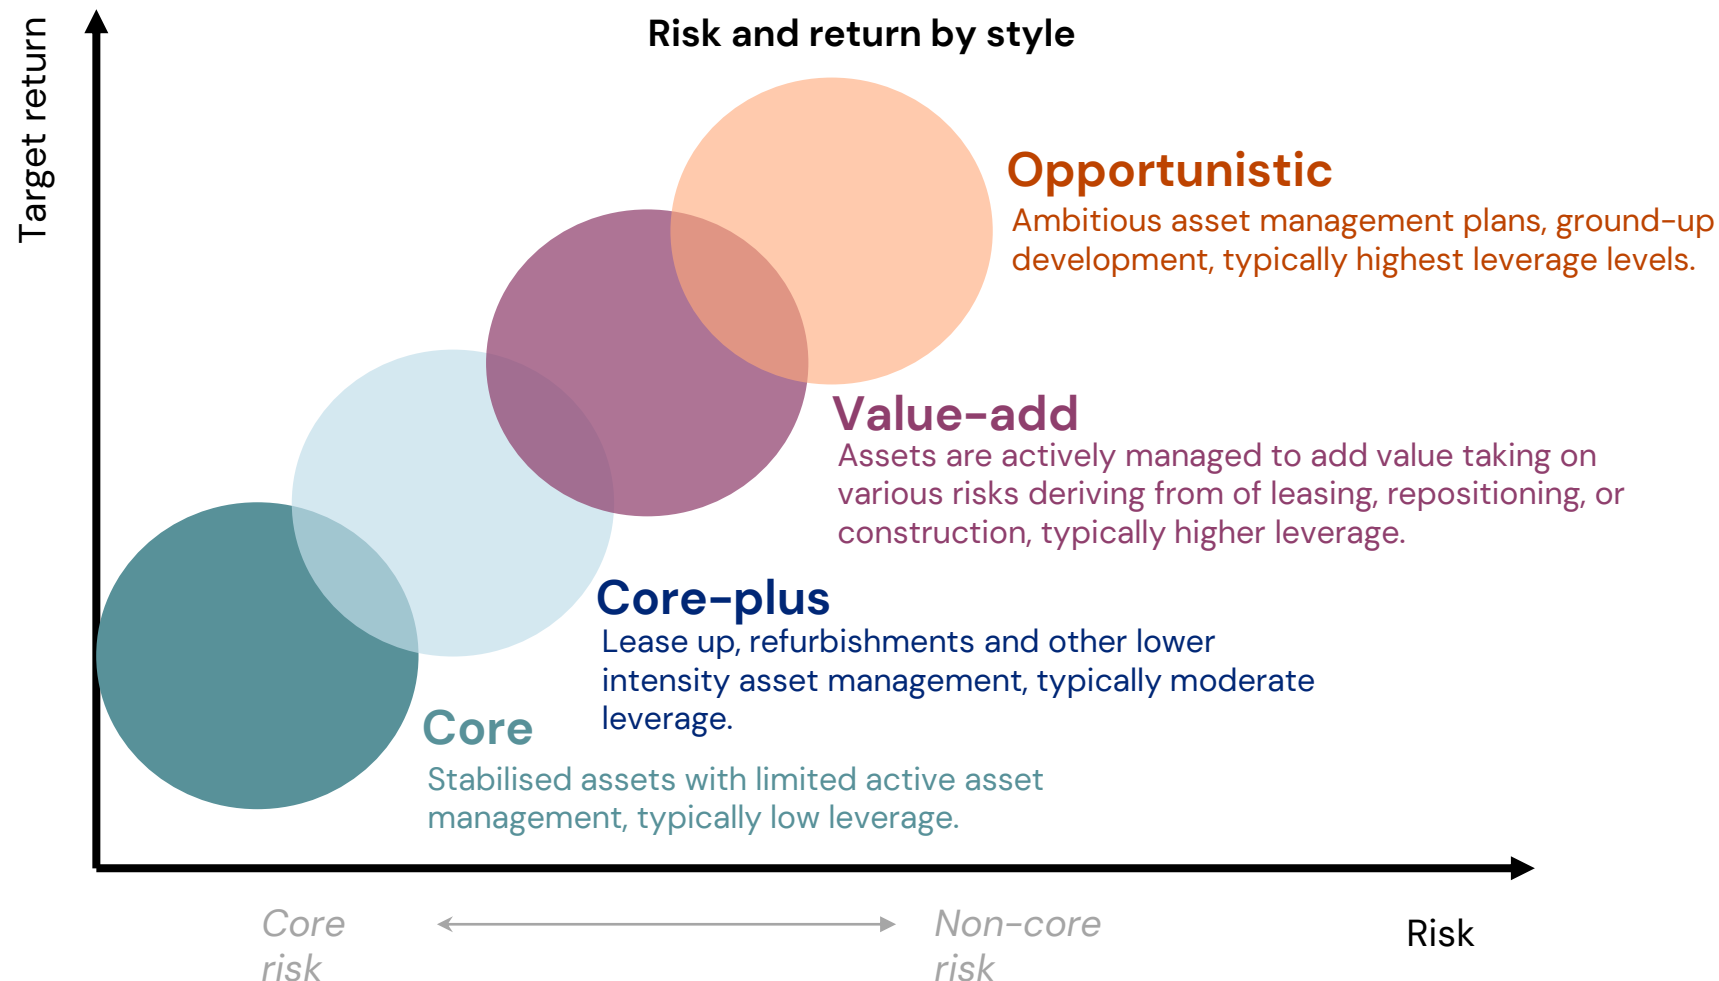 Risk and return by style
Target return
Opportunistic
Ambitious asset management plans, ground-up
development, typically highest leverage levels.
Value-add
Assets are actively managed to add value taking on
various risks deriving from of leasing, repositioning, or
construction, typically higher leverage.
Core-plus
Lease up, refurbishments and other lower
intensity asset management, typically moderate
leverage.
Core
Stabilised assets with limited active asset
management, typically low leverage.
Core
risk
Non-core
risk
Risk